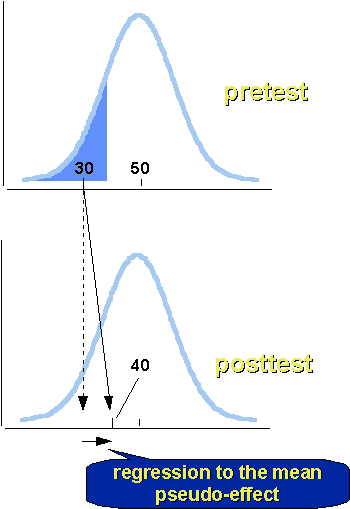 pretest
30
50
40
posttest
regression to the mean
pseudo-effect